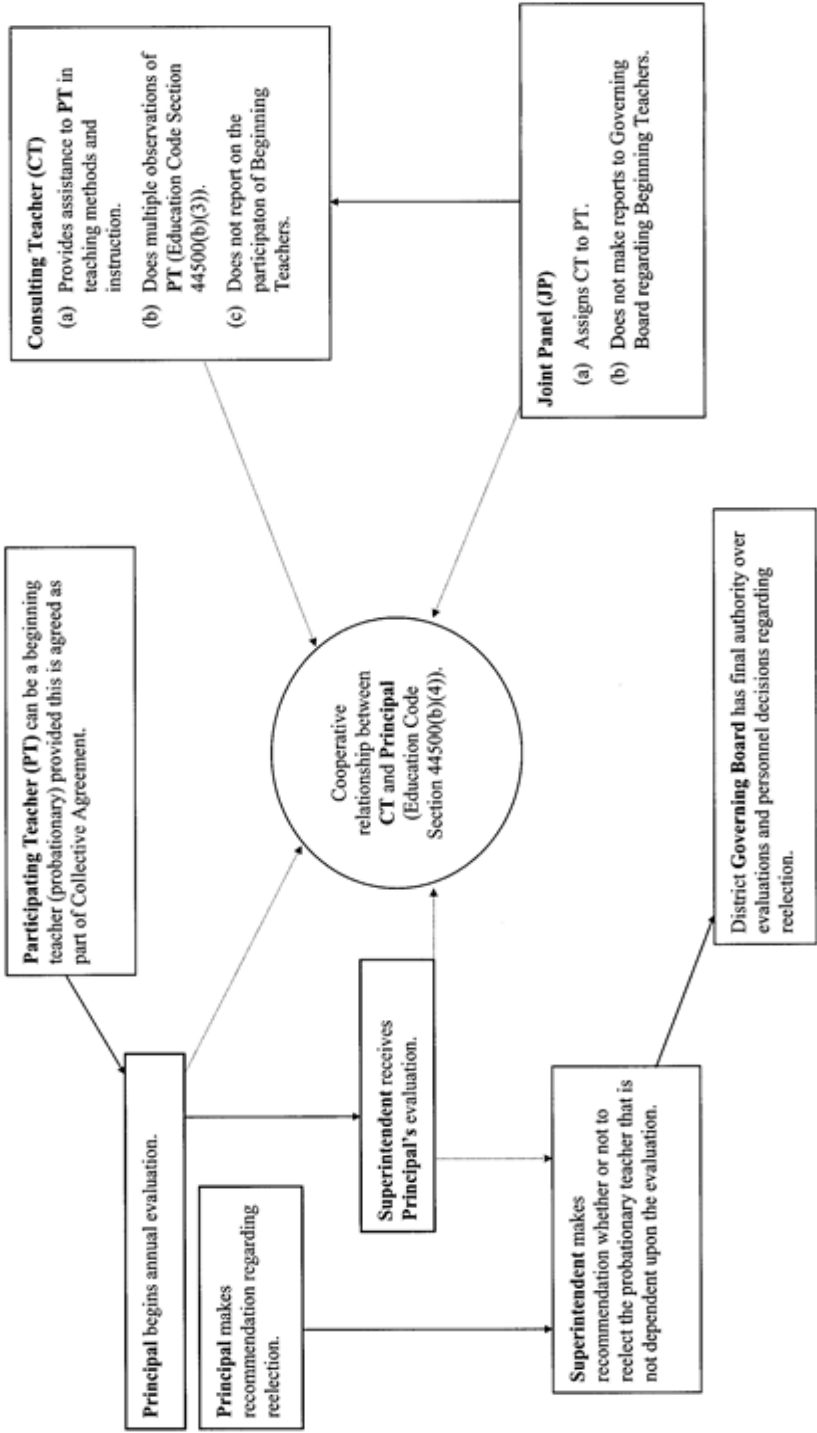 Participating Teacher (PT) can be a beginning
teacher (probationary) provided this is agreed as
part of Collective Agreement.
Principal begins annual evaluation.
Principal makes
recommendation regarding
reelection.
Superintendent receives
Principal's evaluation.
Superintendent makes
recommendation whether or not to
reelect the probationary teacher that is
not dependent upon the evaluation.
Cooperative
relationship between
CT and Principal
(Education Code
Section 44500(b)(4)).
District Governing Board has final authority over
evaluations and personnel decisions regarding
reelection.
Consulting Teacher (CT)
(a) Provides assistance to PT in
teaching methods and
instruction.
(b) Does multiple observations of
PT (Education Code Section
44500(b)(3)).
(c) Does not report on the
participaton of Beginning
Teachers.
Joint Panel (JP)
(a) Assigns CT to PT.
(b) Does not make reports to Governing
Board regarding Beginning Teachers.